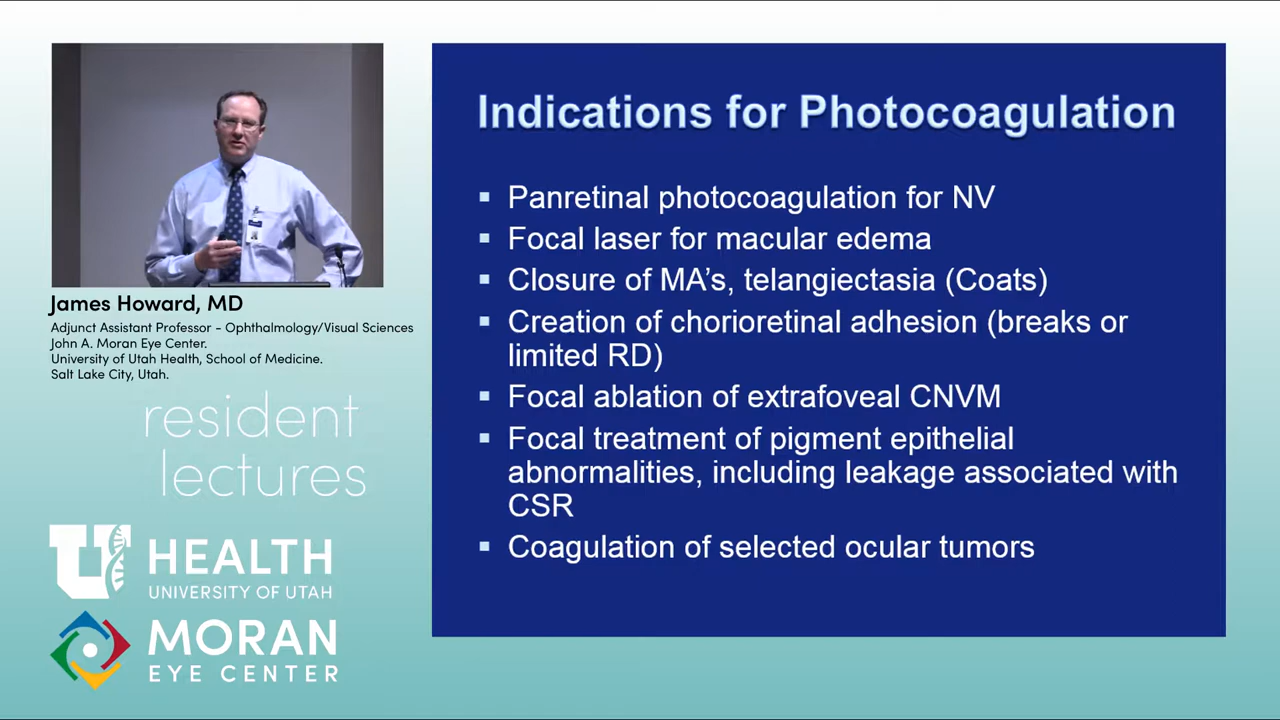 Indications for Photocoagulation
▪ Panretinal photocoagulation for NV
▪ Focal laser for macular edema
▪ Closure of MA's, telangiectasia (Coats)
▪ Creation of chorioretinal adhesion (breaks or
limited RD)
▪ Focal ablation of extrafoveal CNVM
▪ Focal treatment of pigment epithelial
abnormalities, including leakage associated with
CSR
▪ Coagulation of selected ocular tumors
James Howard, MD
Adjunct Assistant Professor - Ophthalmology/Visual Sciences
John A. Moran Eye Center.
University of Utah Health, School of Medicine.
Salt Lake City, Utah.
resident
lectures
U HEALTH
UNIVERSITY OF UTAH
MORAN
EYE CENTER